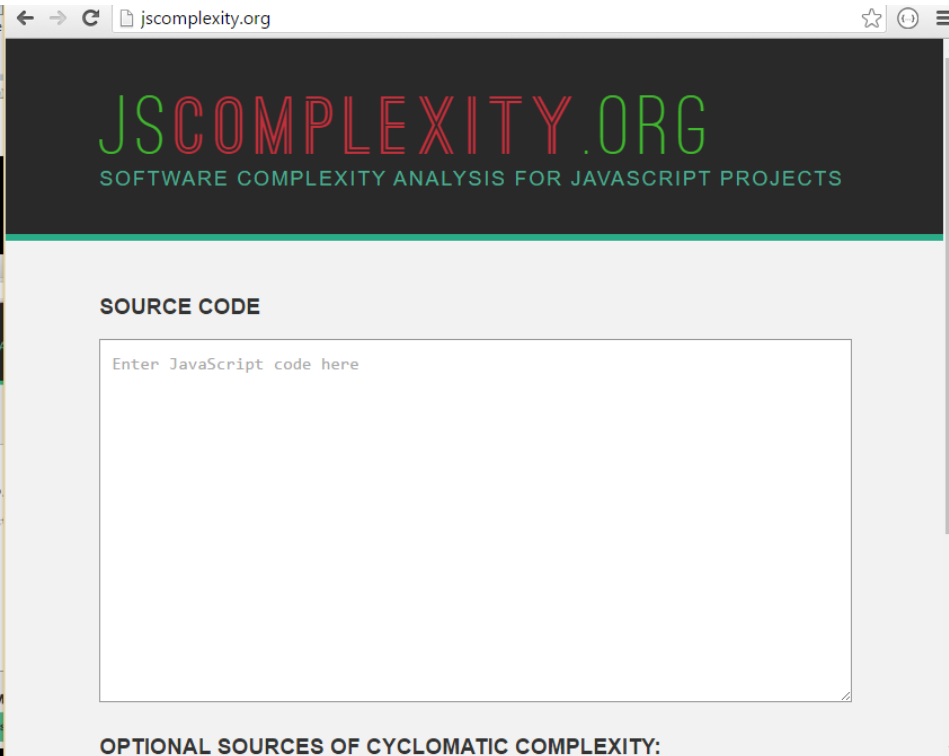 jscomplexity.org
JSCOMPLEXITY.ORG
SOFTWARE COMPLEXITY ANALYSIS FOR JAVASCRIPT PROJECTS
SOURCE CODE
Enter JavaScript code here
OPTIONAL SOURCES OF CYCLOMATIC COMPLEXITY: